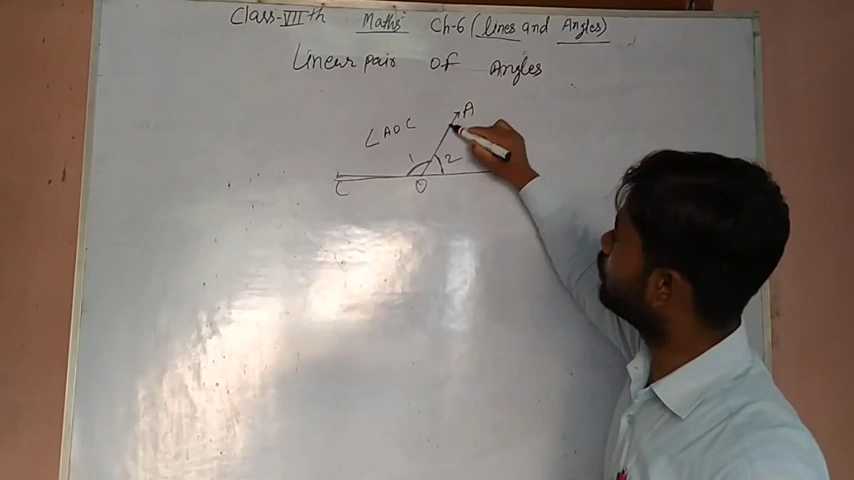 Class-VIIth Maths Ch-6 (lines and Angles)
Linear pair of Angles
A
∠AOC
1 2
C O